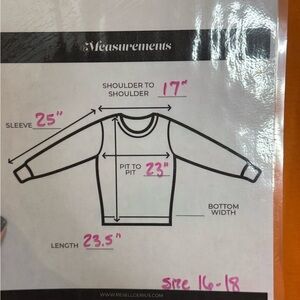 Measurements
SHOULDER TO
SHOULDER 17"
SLEEVE 25"
PIT TO
PIT 23"
BOTTOM
WIDTH
LENGTH 23.5"
Size 16-18